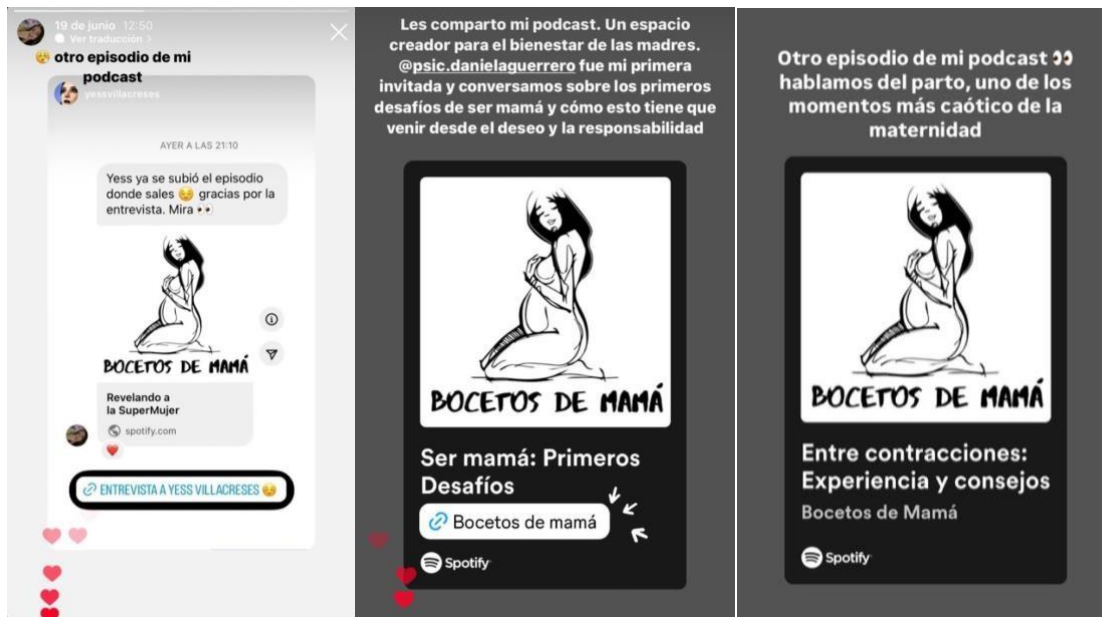 19 de junio 12:50
Ver traducción >
😌 otro episodio de mi
podcast
yessvillacreses
AYER A LAS 21:10
Yess ya se subió el episodio
donde sales 😌 gracias por la
entrevista. Mira 👀
BOCETOS DE MAMÁ
Revelando a
la SuperMujer
spotify.com
ENTREVISTA A YESS VILLACRESES 😌
Les comparto mi podcast. Un espacio
creador para el bienestar de las madres.
@psic.danielaguerrero fue mi primera
invitada y conversamos sobre los primeros
desafíos de ser mamá y cómo esto tiene que
venir desde el deseo y la responsabilidad
BOCETOS DE MAMÁ
Ser mamá: Primeros
Desafíos
Bocetos de mamá
Spotify
Otro episodio de mi podcast 👀
hablamos del parto, uno de los
momentos más caótico de la
maternidad
BOCETOS DE MAMÁ
Entre contracciones:
Experiencia y consejos
Bocetos de Mamá
Spotify